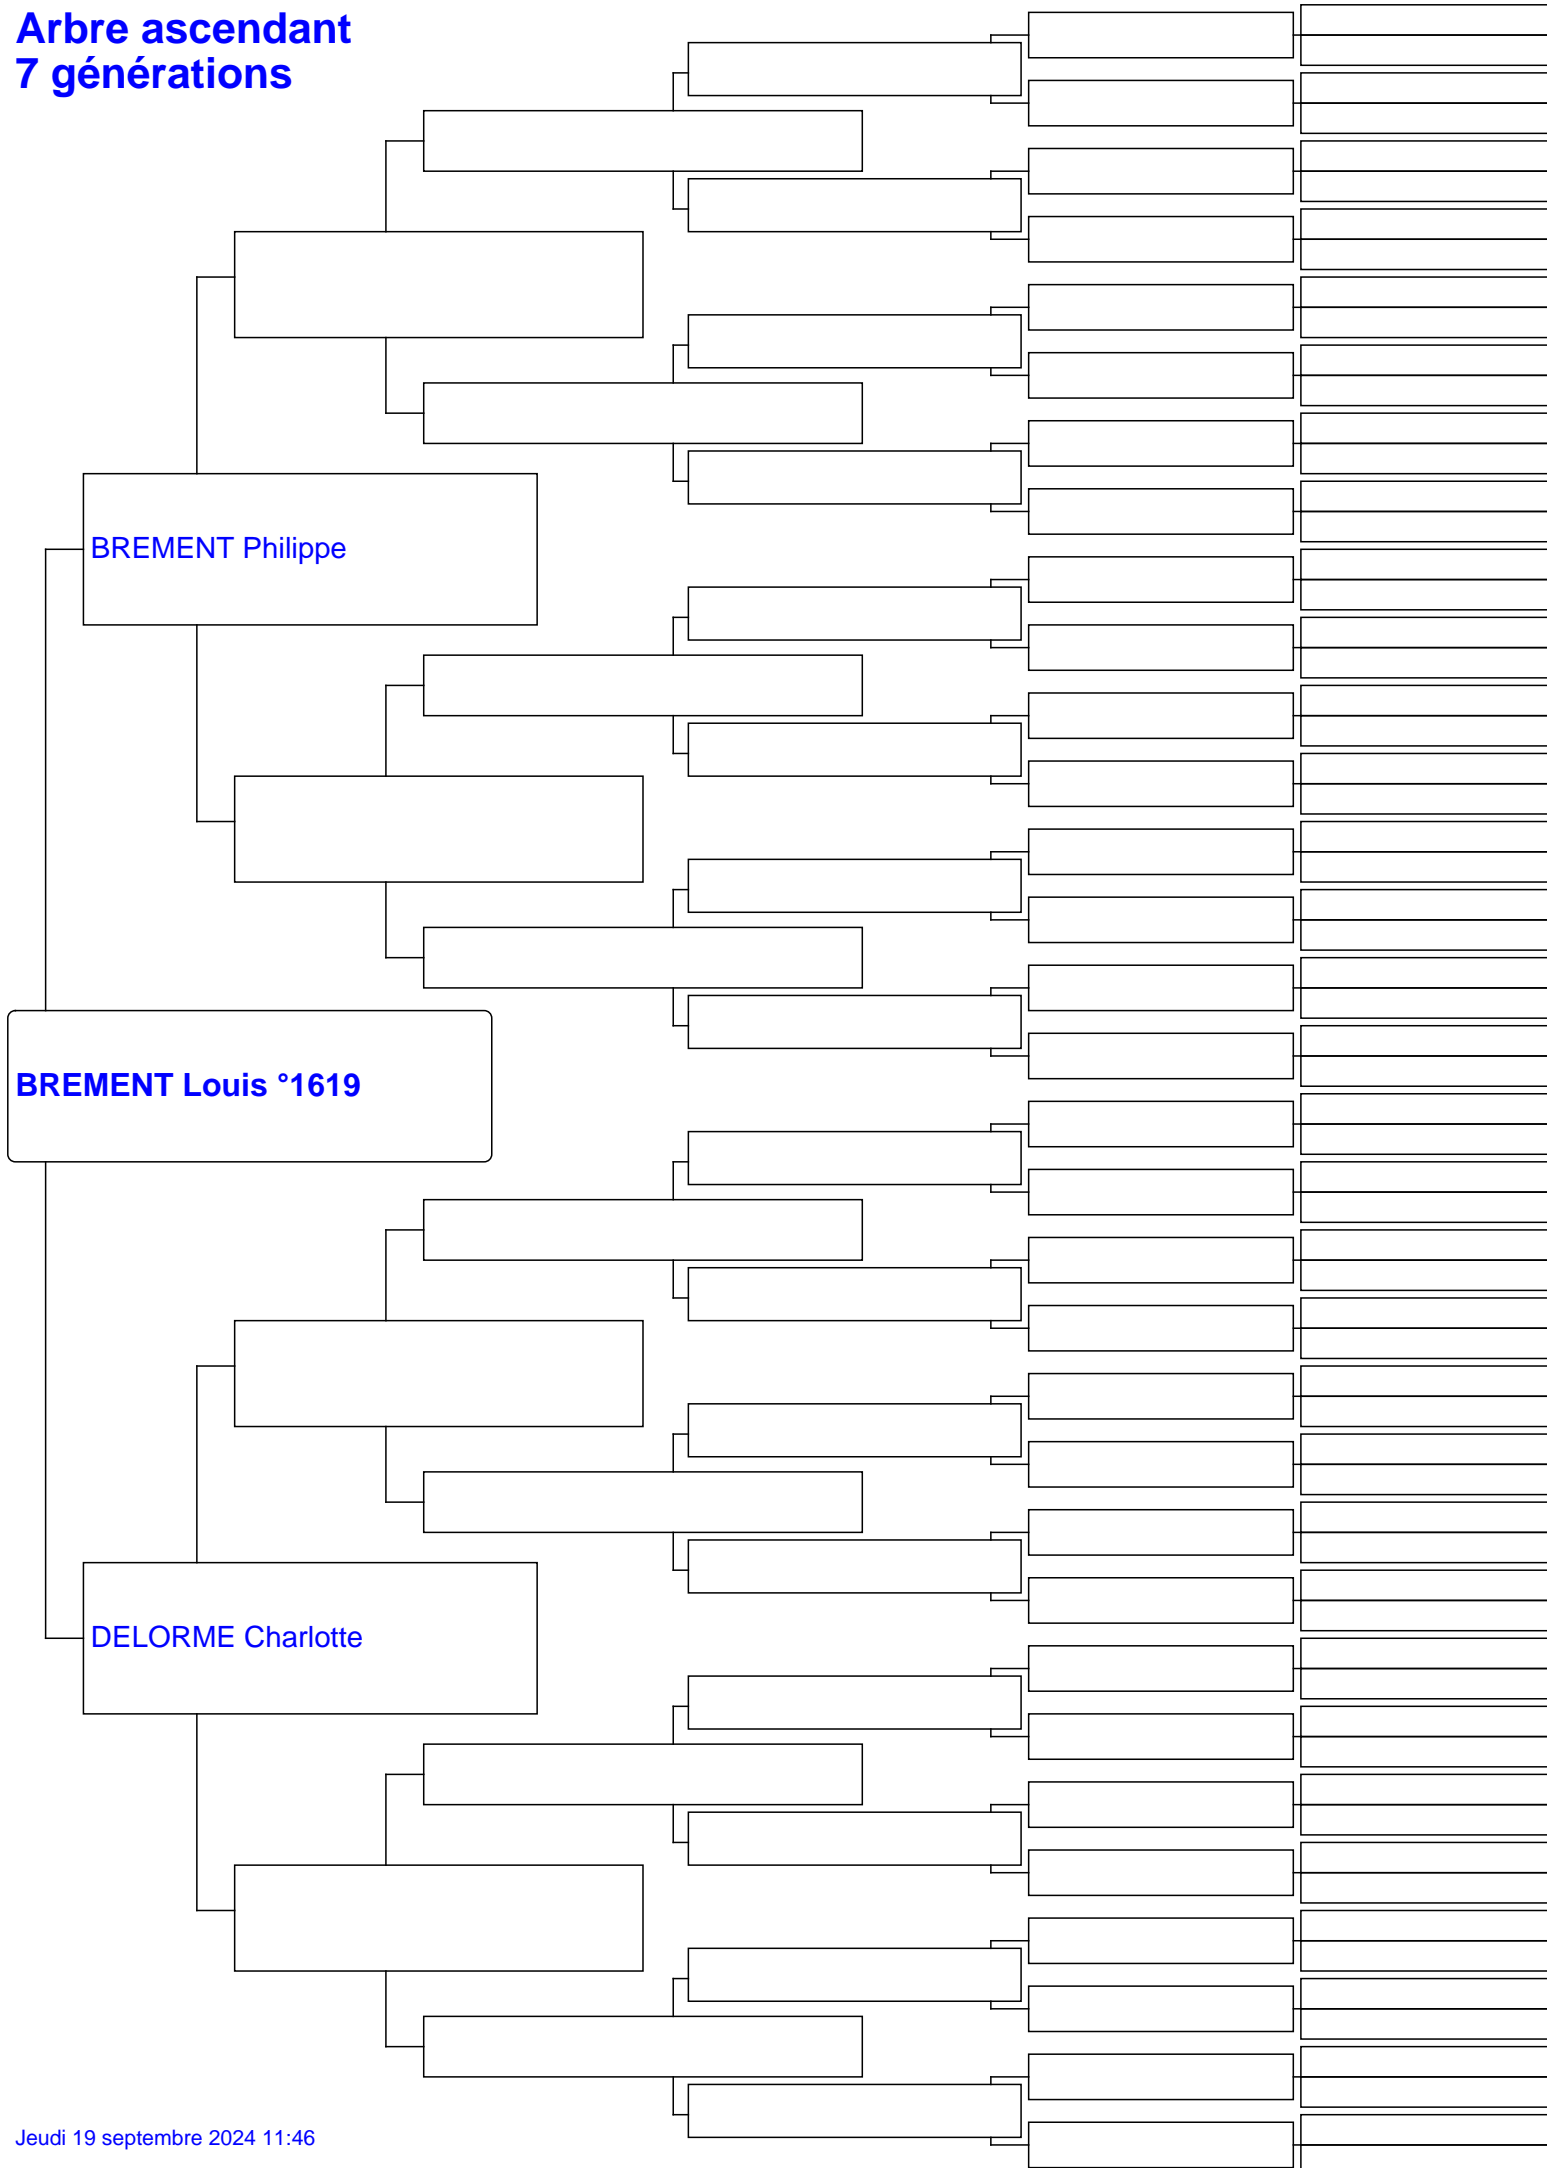 Arbre ascendant
7 générations
BREMENT Philippe
BREMENT Louis °1619
DELORME Charlotte
Jeudi 19 septembre 2024 11:46